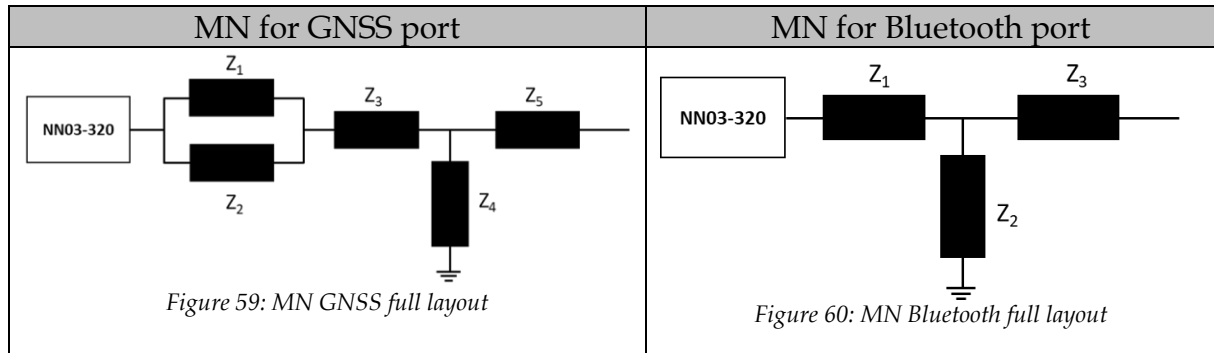 MN for GNSS port
MN for Bluetooth port
NN03-320
Z1
Z2
Z3
Z4
Z5
Figure 59: MN GNSS full layout
NN03-320
Z1
Z2
Z3
Figure 60: MN Bluetooth full layout